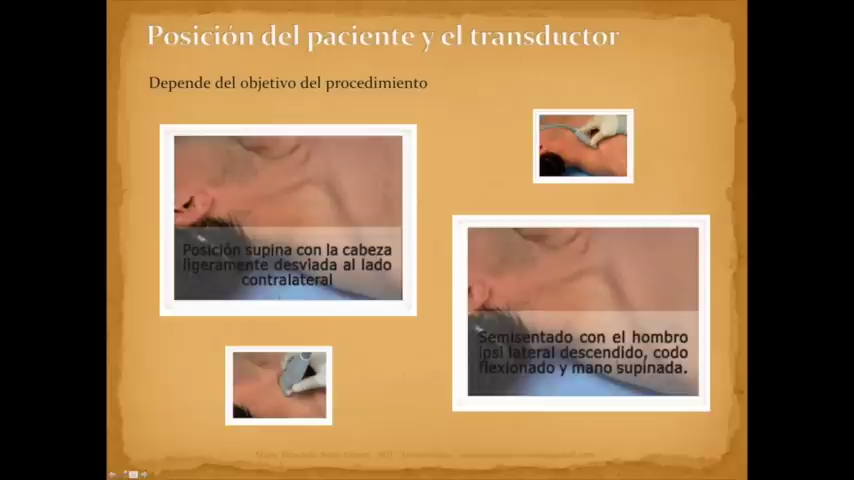 Posición del paciente y el transductor
Depende del objetivo del procedimiento
Posición supina con la cabeza
ligeramente desviada al lado
contralateral
Semisentado con el hombro
ipsi lateral descendido, codo
flexionado y mano supinada.